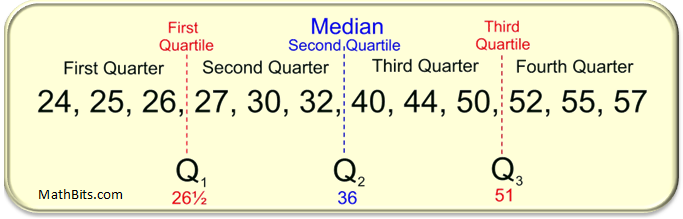 First
Quartile
Median
Second Quartile
Third
Quartile
First Quarter
Second Quarter
Third Quarter
Fourth Quarter
24, 25, 26, 27, 30, 32, 40, 44, 50, 52, 55, 57
Q1
Q2
Q3
MathBits.com
26½
36
51